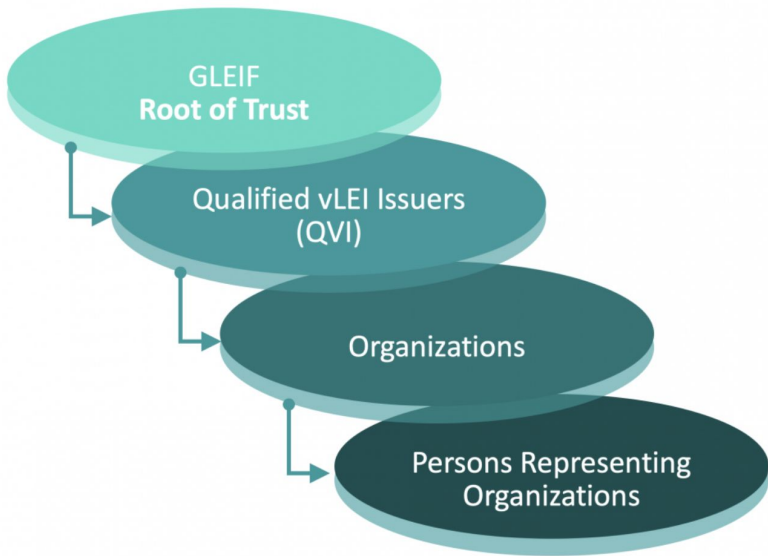 GLEIF
Root of Trust
Qualified vLEI Issuers
(QVI)
Organizations
Persons Representing
Organizations